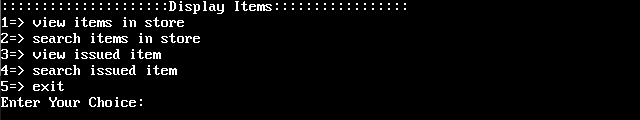 :::::::::::::::::::::Display Items:::::::::::::::::
1=> view items in store
2=> search items in store
3=> view issued item
4=> search issued item
5=> exit
Enter Your Choice: